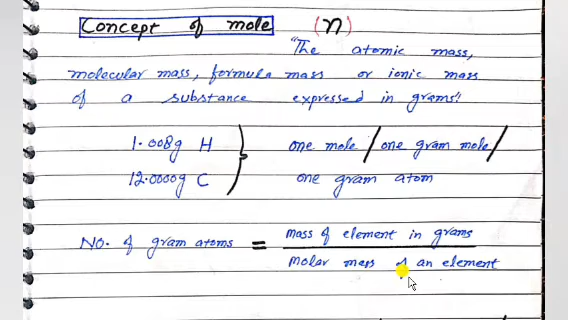 Concept of mole (n)
"The atomic mass,
molecular mass, formula mass or ionic mass
of a substance expressed in grams"
1.008g H } one mole / one gram mole /
12.0000g C one gram atom
No. of gram atoms = mass of element in grams
molar mass of an element